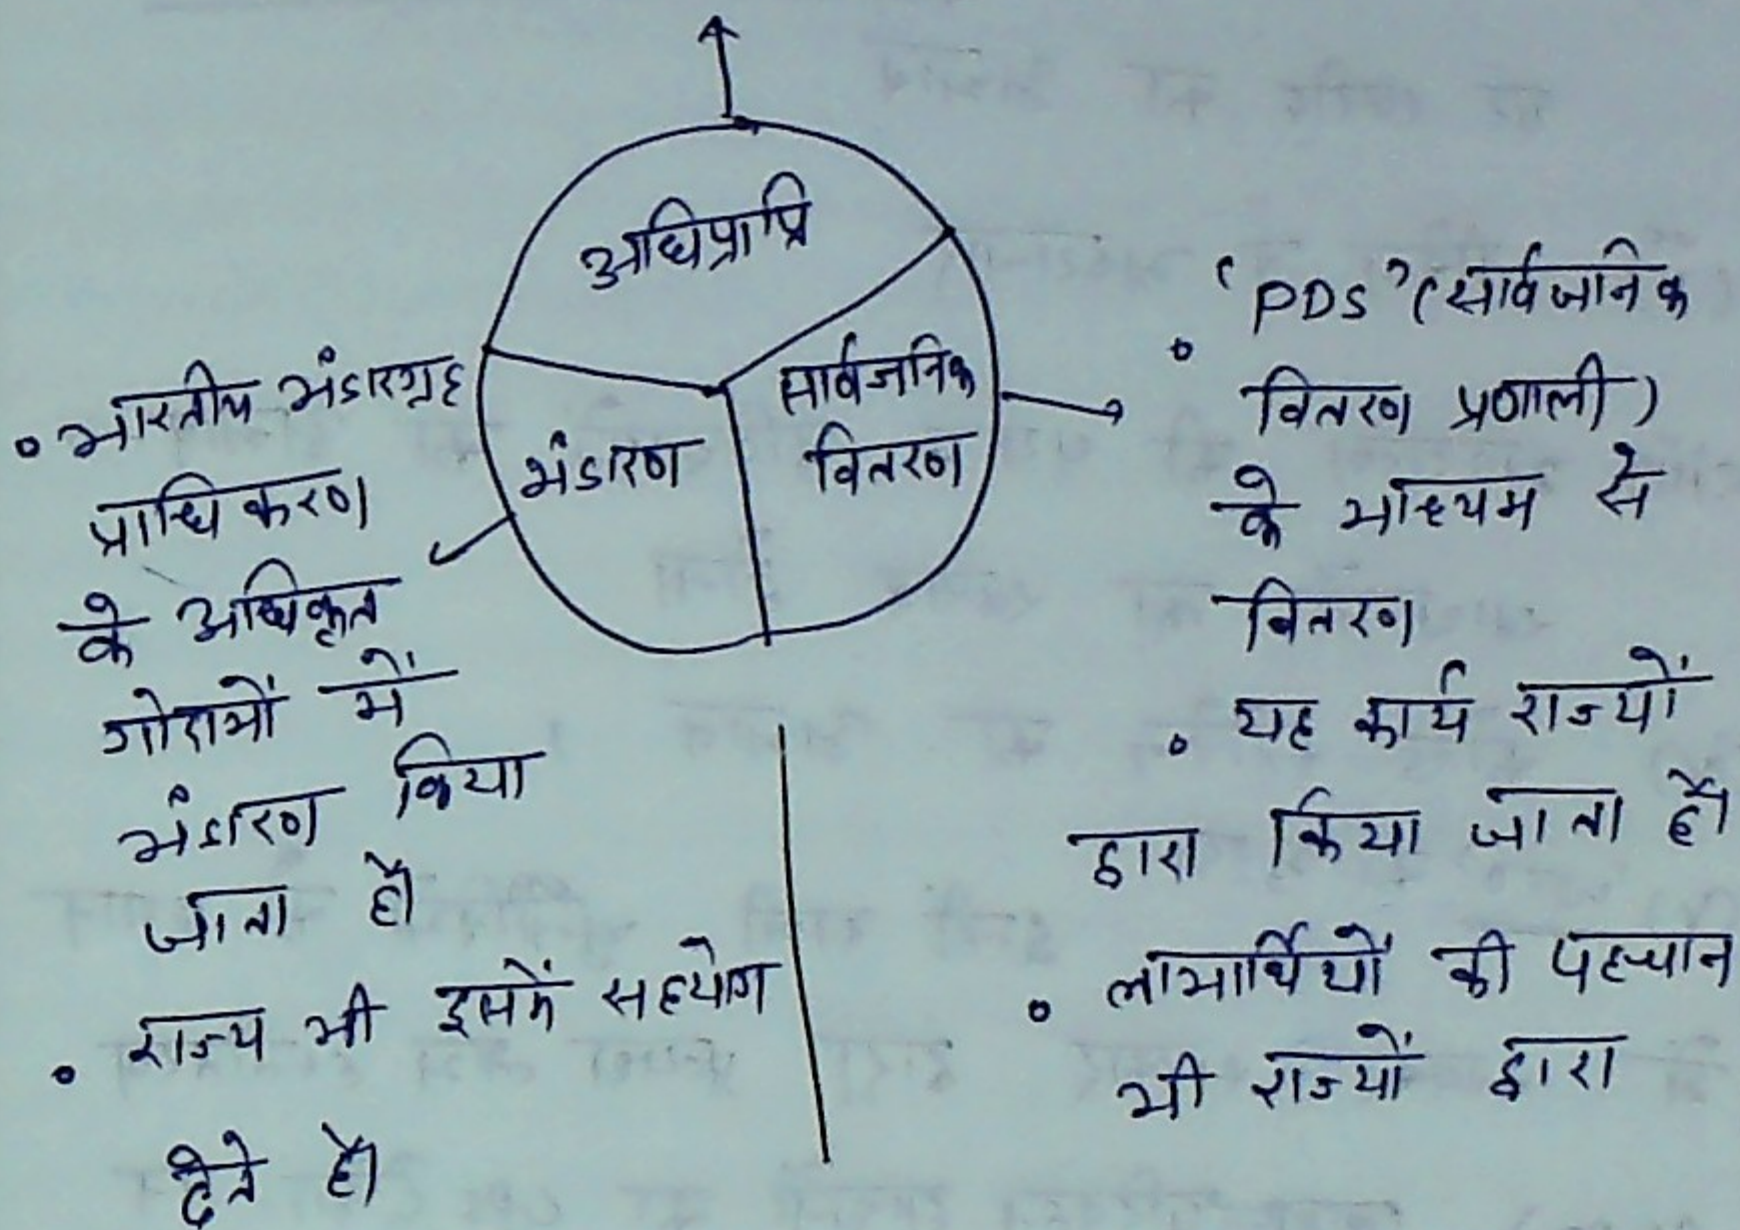 अधिप्राप्ति
सार्वजनिक
वितरण
भंडारण
• भारतीय भंडारगृह
प्राधिकरण
के अधिकृत
गोदामों में
भंडारण किया
जाता है।
• राज्य भी इसमें सहयोग
देते है।
• 'PDS' (सार्वजनिक
वितरण प्रणाली)
के माध्यम से
वितरण
• यह कार्य राज्यों
द्वारा किया जाता है।
• लाभार्थियों की पहचान
भी राज्यों द्वारा